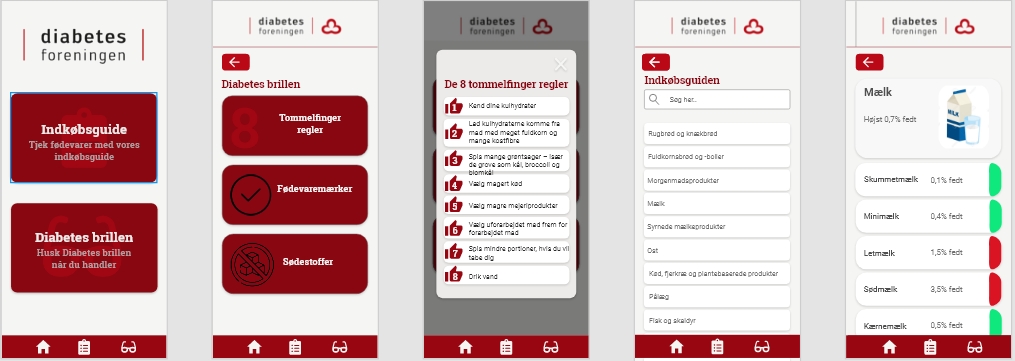 diabetes
foreningen
Indkøbsguide
Tjek fødevarer med vores
indkøbsguide
Diabetes brillen
Husk Diabetes brillen
når du handler
diabetes
foreningen
Diabetes brillen
8
Tommelfinger
regler
Fødevaremærker
Sødestoffer
diabetes
foreningen
De 8 tommelfinger regler
1 Kend dine kulhydrater
2 Lad kulhydraterne komme fra
mad med meget fuldkorn og
mange kostfibre
3 Spis mange grøntsager – især
de grove som kål, broccoli og
blomkål
4 Vælg magert kød
5 Vælg magre mejeriprodukter
6 Vælg uforarbejdet mad frem for
forarbejdet mad
7 Spis mindre portioner, hvis du vil
tabe dig
8 Drik vand
diabetes
foreningen
Indkøbsguiden
Søg her..
Rugbrød og knækbrød
Fuldkornsbrød og -boller
Morgenmadsprodukter
Mælk
Syrnede mælkeprodukter
Ost
Kød, fjerkræ og plantebaserede produkter
Pålæg
Fisk og skaldyr
diabetes
foreningen
Mælk
Højst 0,7% fedt
MILK
Skummetmælk 0,1% fedt
Minimælk 0,4% fedt
Letmælk 1,5% fedt
Sødmælk 3,5% fedt
Kærnemælk 0,5% fedt